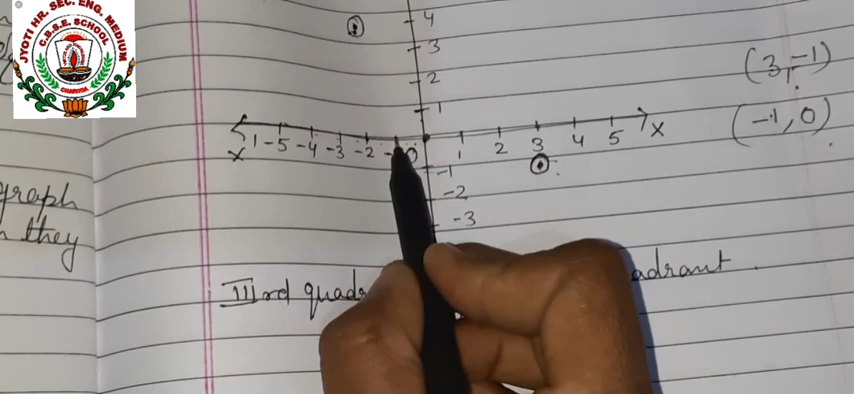 JYOTI HR. SEC. ENG. MEDIUM
C.B.S.E. SCHOOL
CHARODA
4
3
2
1
(3, -1)
(-1, 0)
X 1 -5 -4 -3 -2 0 1 2 3 4 5 X
-1
-2
-3
graph
they
IIIrd quad adrant.